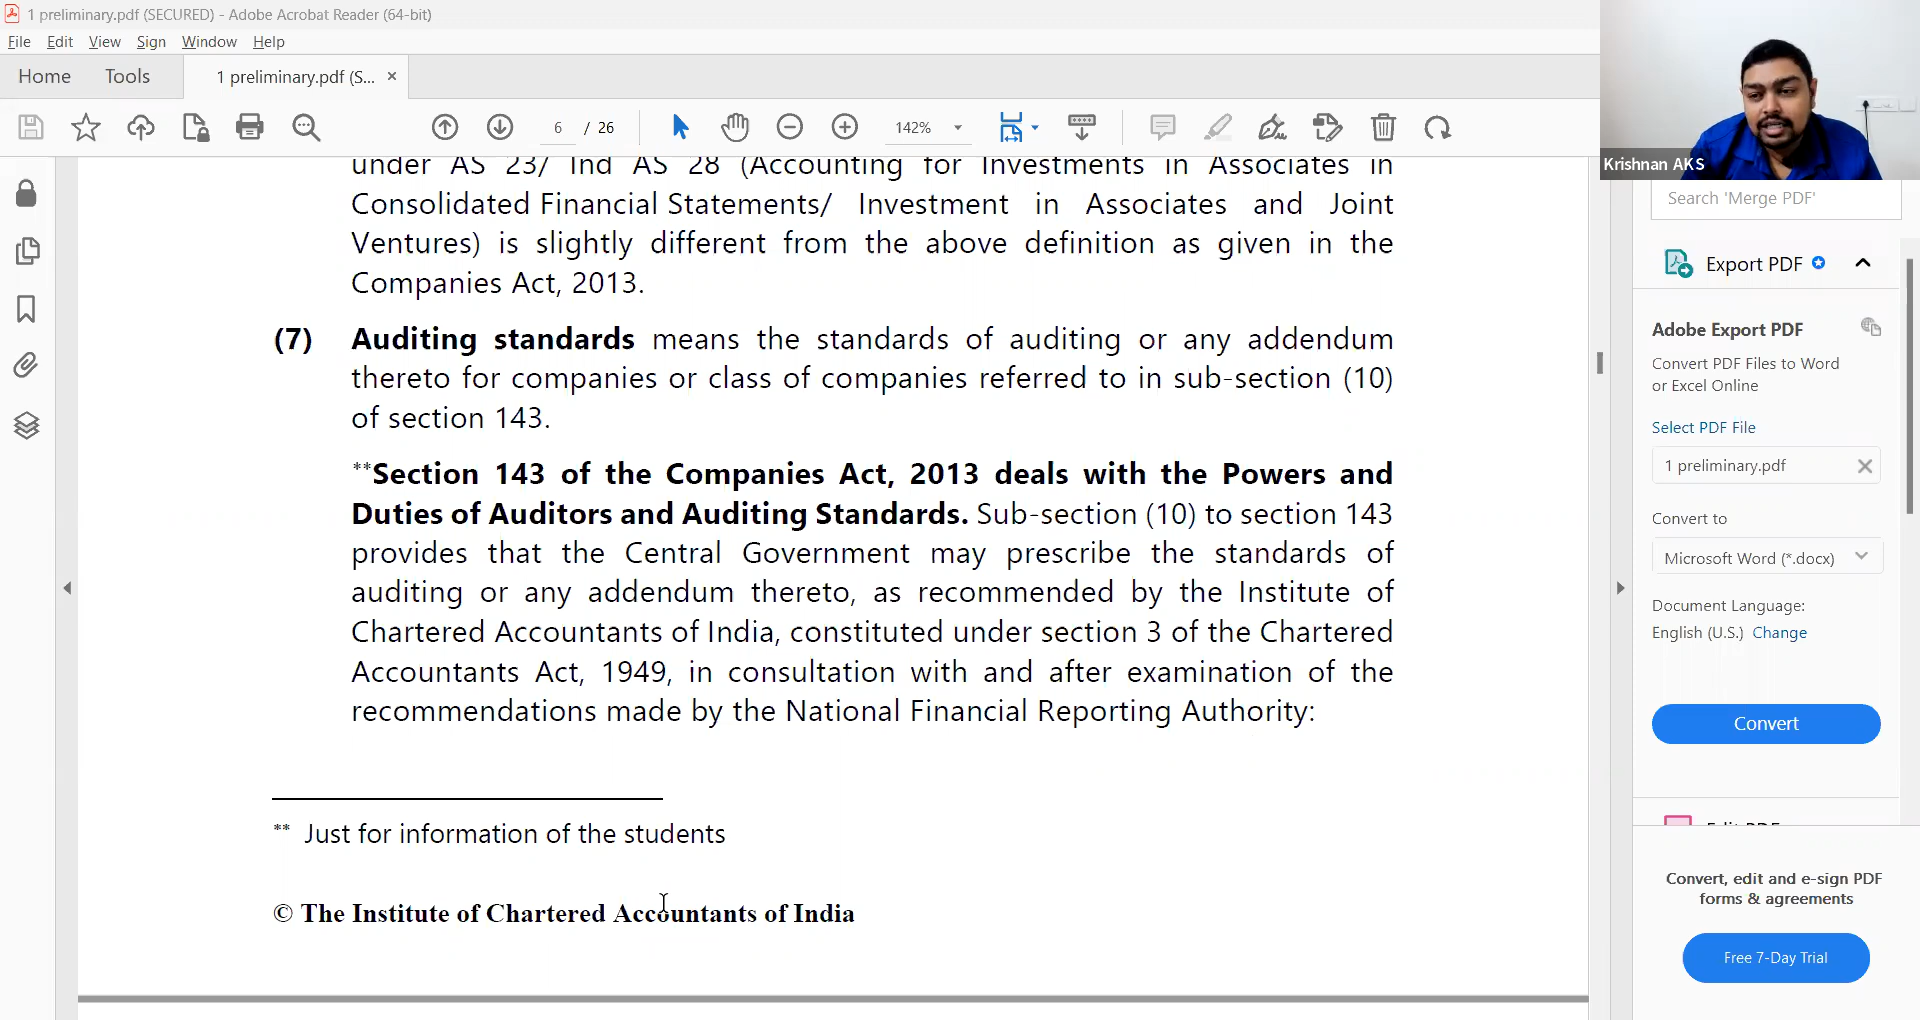 1 preliminary.pdf (SECURED) - Adobe Acrobat Reader (64-bit)
File Edit View Sign Window Help
Home Tools 1 preliminary.pdf (S... ×
6 / 26 142%
Krishnan AKS
under AS 23/ Ind AS 28 (Accounting for Investments in Associates in
Consolidated Financial Statements/ Investment in Associates and Joint
Ventures) is slightly different from the above definition as given in the
Companies Act, 2013.
(7) Auditing standards means the standards of auditing or any addendum
thereto for companies or class of companies referred to in sub-section (10)
of section 143.
**Section 143 of the Companies Act, 2013 deals with the Powers and
Duties of Auditors and Auditing Standards. Sub-section (10) to section 143
provides that the Central Government may prescribe the standards of
auditing or any addendum thereto, as recommended by the Institute of
Chartered Accountants of India, constituted under section 3 of the Chartered
Accountants Act, 1949, in consultation with and after examination of the
recommendations made by the National Financial Reporting Authority:
** Just for information of the students
© The Institute of Chartered Accountants of India
Search 'Merge PDF'
Export PDF
Adobe Export PDF
Convert PDF Files to Word
or Excel Online
Select PDF File
1 preliminary.pdf
Convert to
Microsoft Word (*.docx)
Document Language:
English (U.S.) Change
Convert
Edit PDF
Convert, edit and e-sign PDF
forms & agreements
Free 7-Day Trial